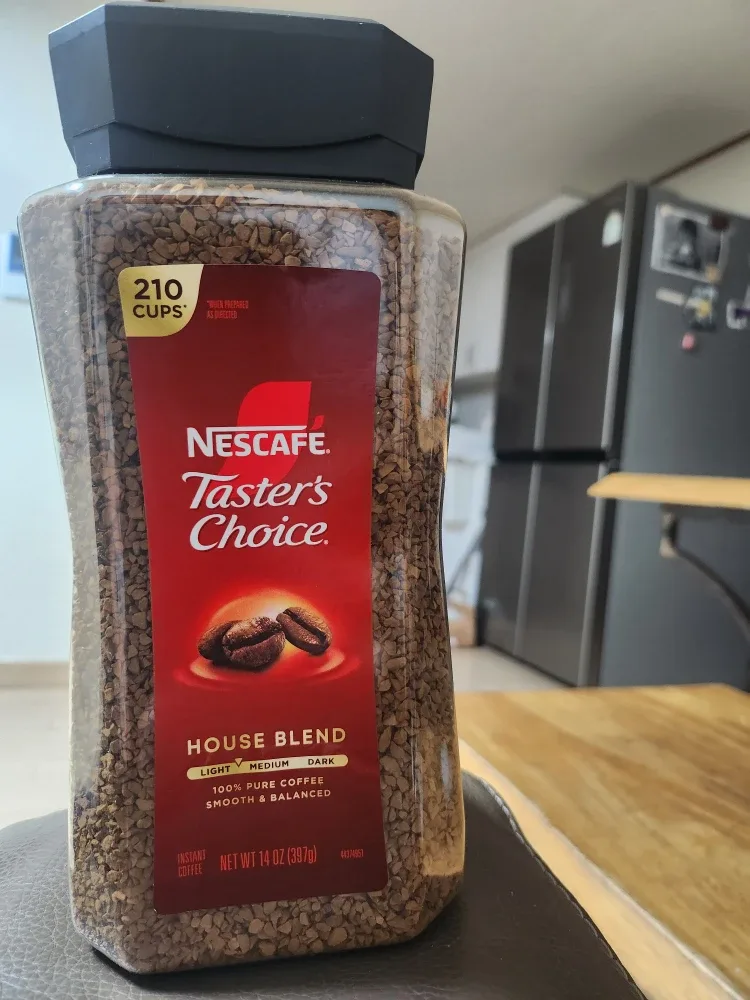 210
CUPS*
*WHEN PREPARED
AS DIRECTED
NESCAFÉ®
Taster's
Choice®
HOUSE BLEND
LIGHT MEDIUM DARK
100% PURE COFFEE
SMOOTH & BALANCED
INSTANT
COFFEE
NET WT 14 OZ (397g)